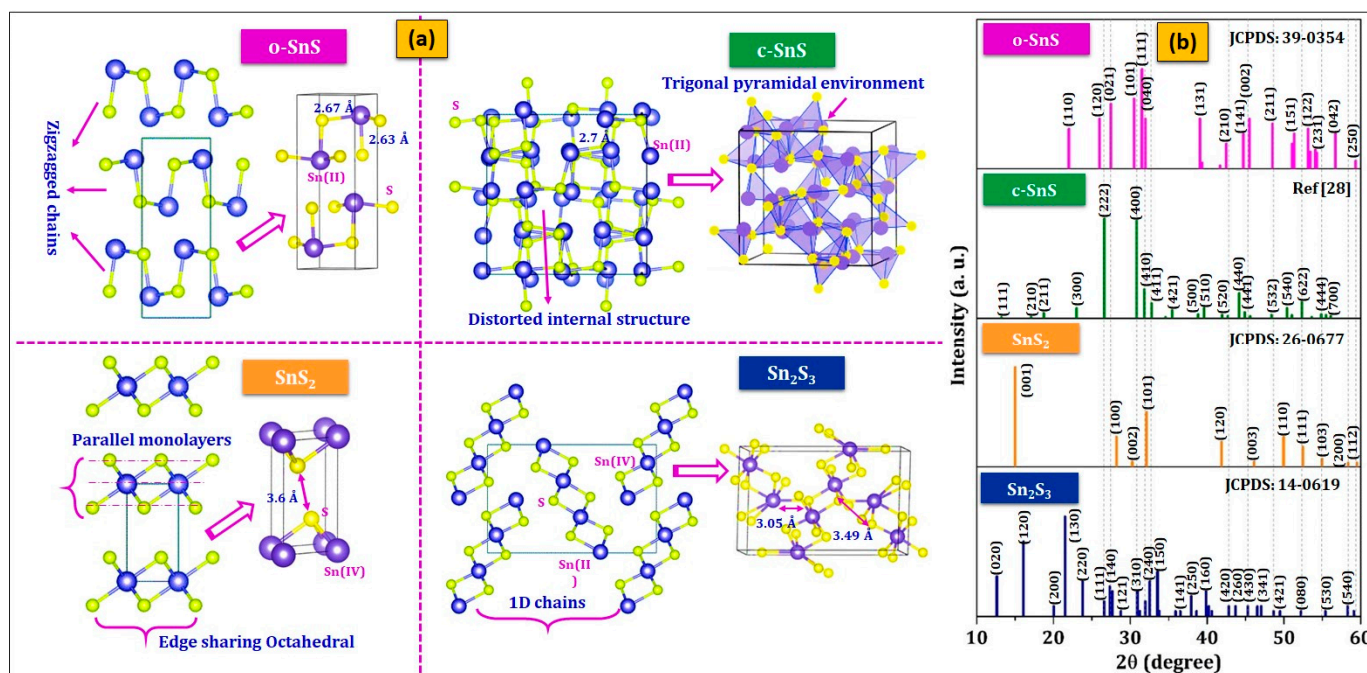 (a)
o-SnS
Zigzagged chains
2.67 Å
2.63 Å
Sn(II)
S
c-SnS
Trigonal pyramidal environment
S
2.7 Å
Sn(II)
Distorted internal structure
SnS₂
Parallel monolayers
3.6 Å
S
Sn(IV)
Edge sharing Octahedral
Sn₂S₃
Sn(IV)
S
Sn(II
)
1D chains
3.05 Å
3.49 Å
(b)
Intensity (a. u.)
o-SnS
JCPDS: 39-0354
(110)
(120)
(021)
(101)
(111)
(040)
(131)
(210)
(141)
(002)
(211)
(151)
(122)
(231)
(042)
(250)
c-SnS
Ref [28]
(111)
(210)
(211)
(300)
(222)
(400)
(410)
(411)
(421)
(500)
(510)
(520)
(440)
(441)
(532)
(540)
(622)
(444)
(700)
SnS₂
JCPDS: 26-0677
(001)
(100)
(002)
(101)
(120)
(003)
(110)
(111)
(103)
(200)
(112)
Sn₂S₃
JCPDS: 14-0619
(020)
(120)
(200)
(130)
(220)
(111)
(140)
(121)
(310)
(240)
(150)
(141)
(250)
(160)
(420)
(260)
(430)
(341)
(421)
(080)
(530)
(540)
10 20 30 40 50 60
2θ (degree)